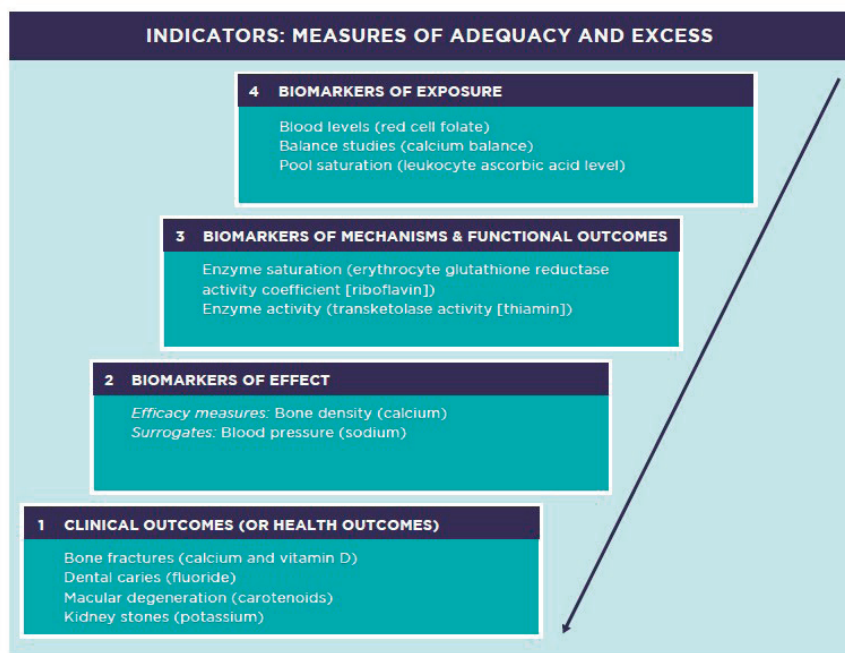 INDICATORS: MEASURES OF ADEQUACY AND EXCESS
4 BIOMARKERS OF EXPOSURE
Blood levels (red cell folate)
Balance studies (calcium balance)
Pool saturation (leukocyte ascorbic acid level)
3 BIOMARKERS OF MECHANISMS & FUNCTIONAL OUTCOMES
Enzyme saturation (erythrocyte glutathione reductase
activity coefficient [riboflavin])
Enzyme activity (transketolase activity [thiamin])
2 BIOMARKERS OF EFFECT
Efficacy measures: Bone density (calcium)
Surrogates: Blood pressure (sodium)
1 CLINICAL OUTCOMES (OR HEALTH OUTCOMES)
Bone fractures (calcium and vitamin D)
Dental caries (fluoride)
Macular degeneration (carotenoids)
Kidney stones (potassium)